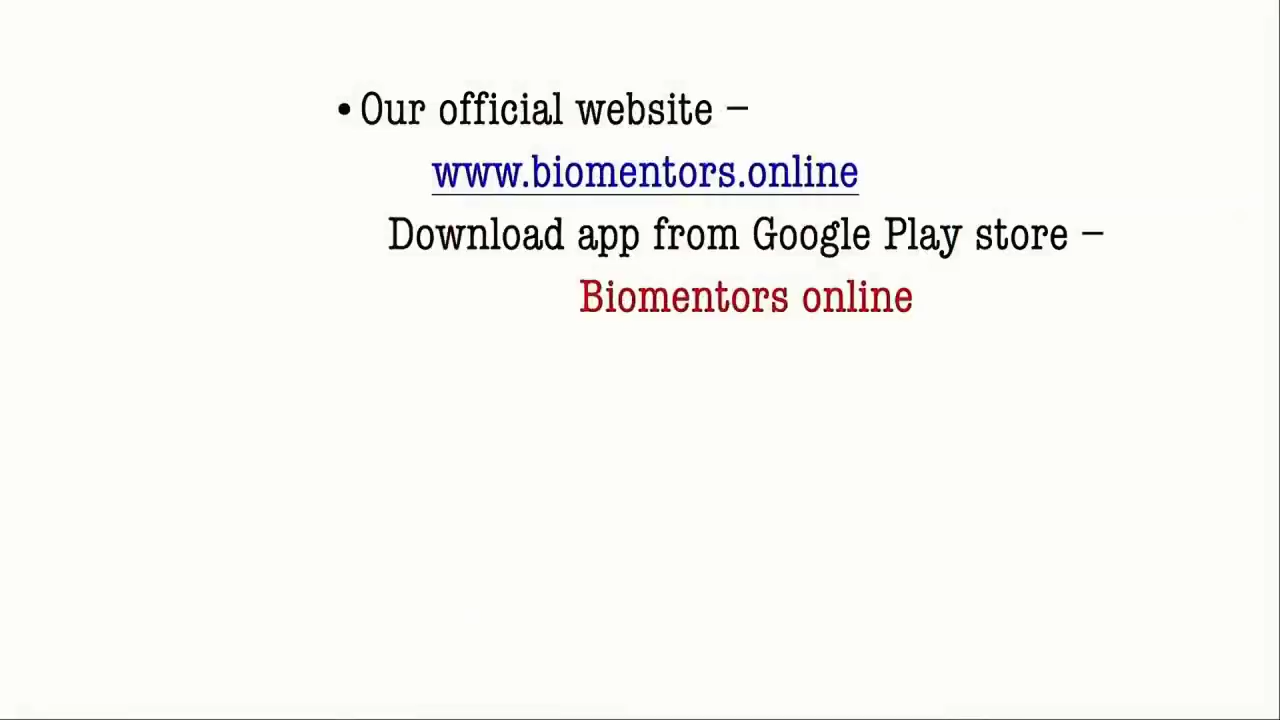 • Our official website –
www.biomentors.online
Download app from Google Play store –
Biomentors online